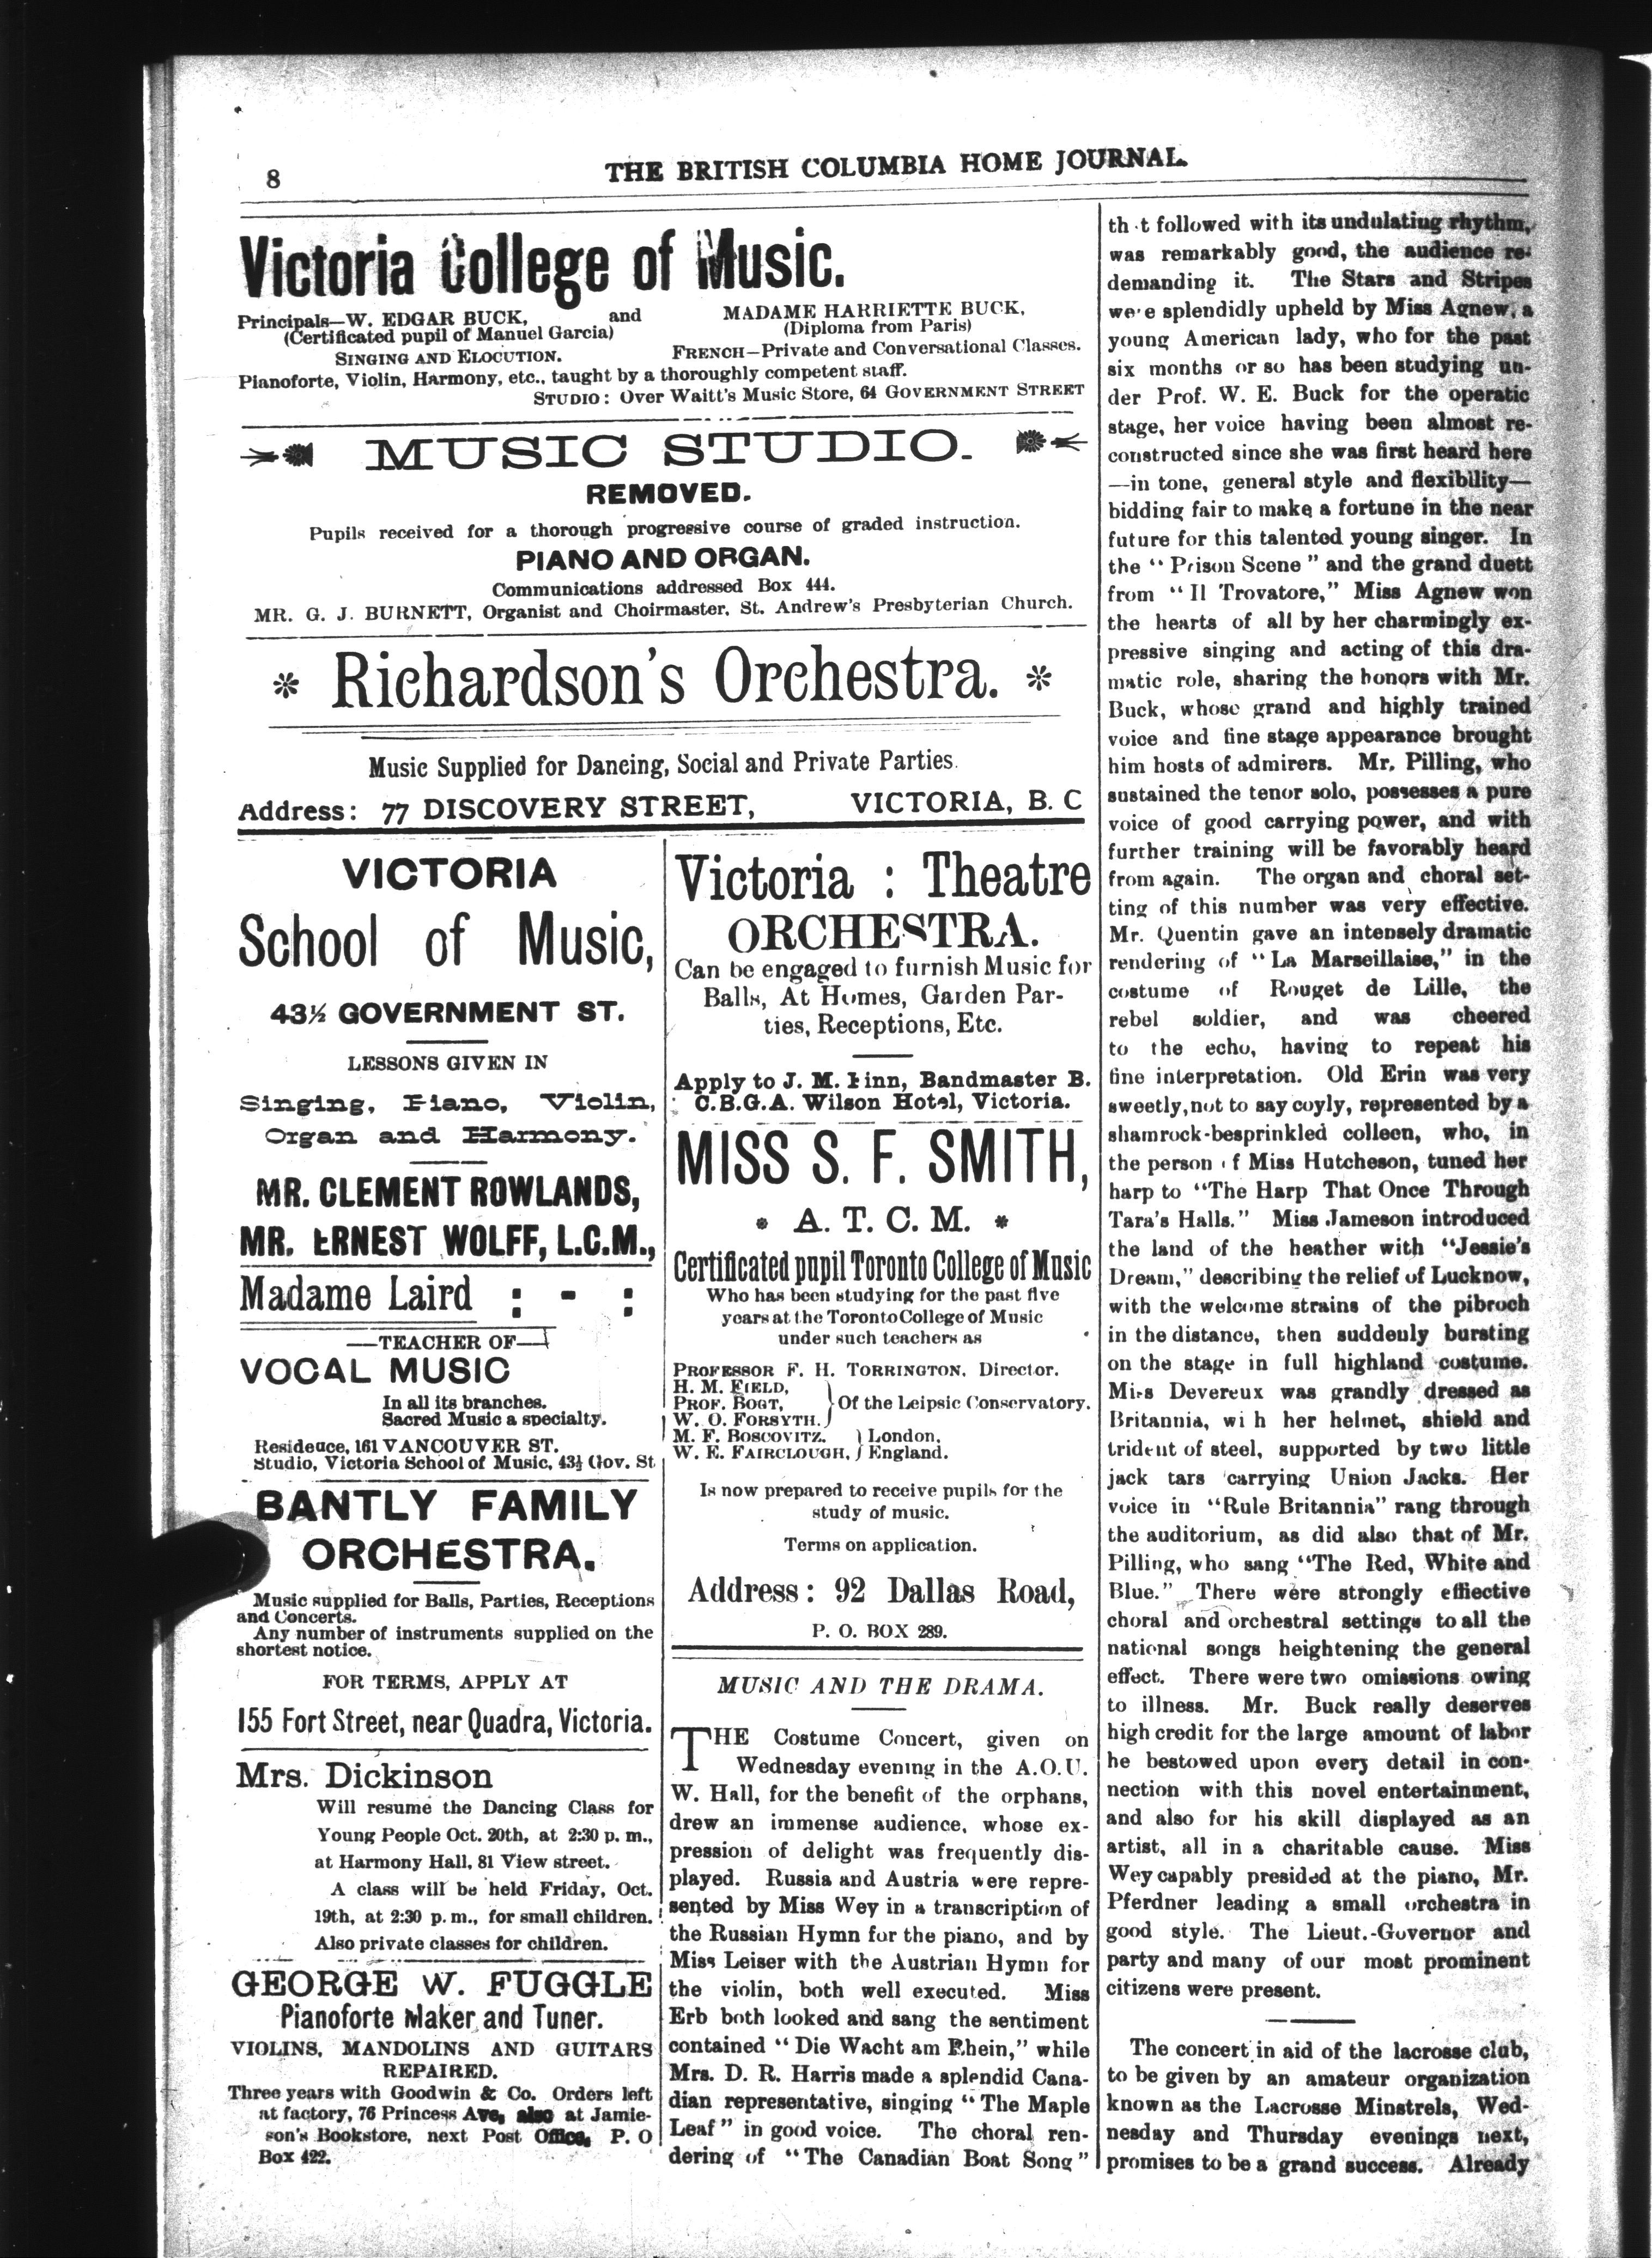 8
THE BRITISH COLUMBIA HOME JOURNAL.
Victoria College of Music.
Principals—W. EDGAR BUCK, and MADAME HARRIETTE BUCK,
(Certificated pupil of Manuel Garcia) (Diploma from Paris)
SINGING AND ELOCUTION. FRENCH—Private and Conversational Classes.
Pianoforte, Violin, Harmony, etc., taught by a thoroughly competent staff.
STUDIO: Over Waitt's Music Store, 64 GOVERNMENT STREET
MUSIC STUDIO.
REMOVED.
Pupils received for a thorough progressive course of graded instruction.
PIANO AND ORGAN.
Communications addressed Box 444.
MR. G. J. BURNETT, Organist and Choirmaster, St. Andrew's Presbyterian Church.
* Richardson's Orchestra. *
Music Supplied for Dancing, Social and Private Parties.
Address: 77 DISCOVERY STREET, VICTORIA, B. C
VICTORIA
School of Music,
43½ GOVERNMENT ST.
LESSONS GIVEN IN
Singing, Piano, Violin,
Organ and Harmony.
MR. CLEMENT ROWLANDS,
MR. ERNEST WOLFF, L.C.M.,
Madame Laird : - :
—TEACHER OF—
VOCAL MUSIC
In all its branches.
Sacred Music a specialty.
Residence, 161 VANCOUVER ST.
Studio, Victoria School of Music, 43½ Gov. St
BANTLY FAMILY
ORCHESTRA.
Music supplied for Balls, Parties, Receptions
and Concerts.
Any number of instruments supplied on the
shortest notice.
FOR TERMS, APPLY AT
155 Fort Street, near Quadra, Victoria.
Mrs. Dickinson
Will resume the Dancing Class for
Young People Oct. 20th, at 2:30 p. m.,
at Harmony Hall, 81 View street.
A class will be held Friday, Oct.
19th, at 2:30 p. m., for small children.
Also private classes for children.
GEORGE W. FUGGLE
Pianoforte Maker and Tuner.
VIOLINS, MANDOLINS AND GUITARS
REPAIRED.
Three years with Goodwin & Co. Orders left
at factory, 76 Princess Ave, also at Jamie-
son's Bookstore, next Post Office, P. O
Box 422.
Victoria : Theatre
ORCHESTRA.
Can be engaged to furnish Music for
Balls, At Homes, Garden Par-
ties, Receptions, Etc.
Apply to J. M. Finn, Bandmaster B.
C.B.G.A. Wilson Hotel, Victoria.
MISS S. F. SMITH,
* A. T. C. M. *
Certificated pupil Toronto College of Music
Who has been studying for the past five
years at the Toronto College of Music
under such teachers as
PROFESSOR F. H. TORRINGTON, Director.
H. M. FIELD,
PROF. BOGT, } Of the Leipsic Conservatory.
W. O. FORSYTH.
M. F. BOSCOVITZ. } London,
W. E. FAIRCLOUGH, } England.
Is now prepared to receive pupils for the
study of music.
Terms on application.
Address: 92 Dallas Road,
P. O. BOX 289.
MUSIC AND THE DRAMA.
THE Costume Concert, given on
Wednesday evening in the A.O.U.
W. Hall, for the benefit of the orphans,
drew an immense audience, whose ex-
pression of delight was frequently dis-
played. Russia and Austria were repre-
sented by Miss Wey in a transcription of
the Russian Hymn for the piano, and by
Miss Leiser with the Austrian Hymn for
the violin, both well executed. Miss
Erb both looked and sang the sentiment
contained "Die Wacht am Rhein," while
Mrs. D. R. Harris made a splendid Cana-
dian representative, singing "The Maple
Leaf" in good voice. The choral ren-
dering of "The Canadian Boat Song"
th t followed with its undulating rhythm,
was remarkably good, the audience re-
demanding it. The Stars and Stripes
were splendidly upheld by Miss Agnew, a
young American lady, who for the past
six months or so has been studying un-
der Prof. W. E. Buck for the operatic
stage, her voice having been almost re-
constructed since she was first heard here
—in tone, general style and flexibility—
bidding fair to make a fortune in the near
future for this talented young singer. In
the "Prison Scene" and the grand duett
from "Il Trovatore," Miss Agnew won
the hearts of all by her charmingly ex-
pressive singing and acting of this dra-
matic role, sharing the honors with Mr.
Buck, whose grand and highly trained
voice and fine stage appearance brought
him hosts of admirers. Mr. Pilling, who
sustained the tenor solo, possesses a pure
voice of good carrying power, and with
further training will be favorably heard
from again. The organ and choral set-
ting of this number was very effective.
Mr. Quentin gave an intensely dramatic
rendering of "La Marseillaise," in the
costume of Rouget de Lille, the
rebel soldier, and was cheered
to the echo, having to repeat his
fine interpretation. Old Erin was very
sweetly, not to say coyly, represented by a
shamrock-besprinkled colleen, who, in
the person of Miss Hutcheson, tuned her
harp to "The Harp That Once Through
Tara's Halls." Miss Jameson introduced
the land of the heather with "Jessie's
Dream," describing the relief of Lucknow,
with the welcome strains of the pibroch
in the distance, then suddenly bursting
on the stage in full highland costume.
Miss Devereux was grandly dressed as
Britannia, wi h her helmet, shield and
trident of steel, supported by two little
jack tars carrying Union Jacks. Her
voice in "Rule Britannia" rang through
the auditorium, as did also that of Mr.
Pilling, who sang "The Red, White and
Blue." There were strongly effiective
choral and orchestral settings to all the
national songs heightening the general
effect. There were two omissions owing
to illness. Mr. Buck really deserves
high credit for the large amount of labor
he bestowed upon every detail in con-
nection with this novel entertainment,
and also for his skill displayed as an
artist, all in a charitable cause. Miss
Wey capably presided at the piano, Mr.
Pferdner leading a small orchestra in
good style. The Lieut.-Governor and
party and many of our most prominent
citizens were present.
The concert in aid of the lacrosse club,
to be given by an amateur organization
known as the Lacrosse Minstrels, Wed-
nesday and Thursday evenings next,
promises to be a grand success. Already